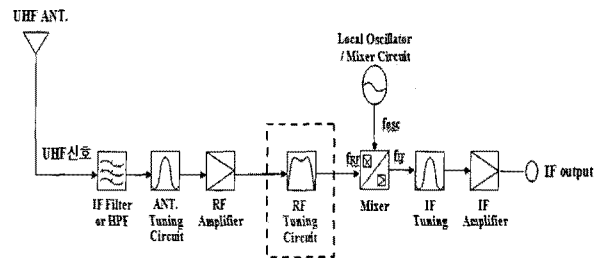 UHF ANT.
Local Oscillator
/ Mixer Circuit
fosc
UHF신호
fRF
fIF
IF output
IF Filter
or HPF
ANT.
Tuning
Circuit
RF
Amplifier
RF
Tuning
Circuit
Mixer
IF
Tuning
IF
Amplifier